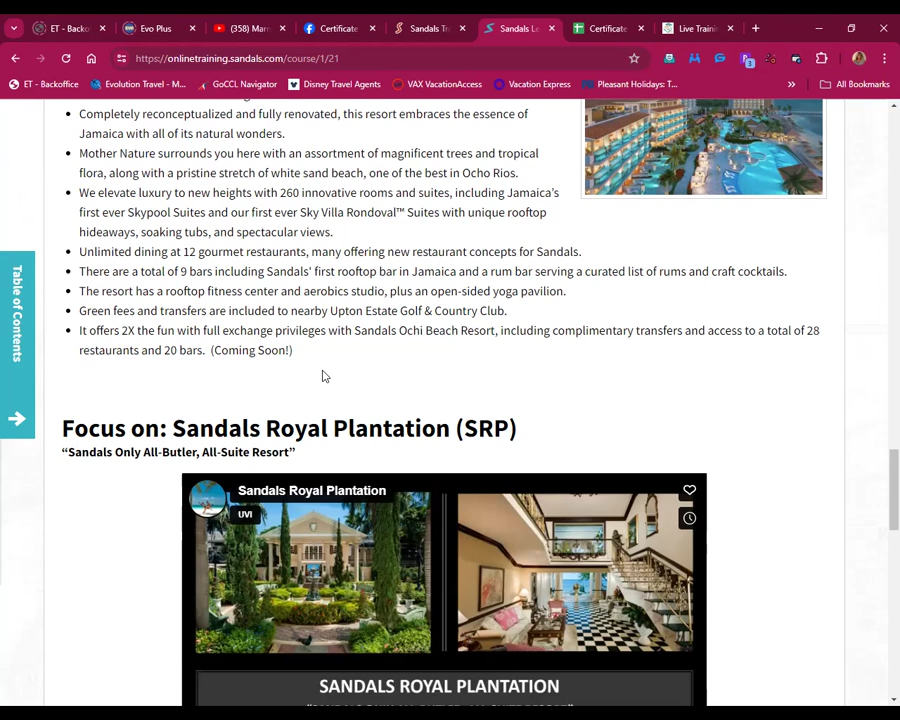 ET - Backo
Evo Plus
(358) Mar
Certificate
Sandals Tr
Sandals L
Certificate
Live Traini
https://onlinetraining.sandals.com/course/1/21
ET - Backoffice
Evolution Travel - M...
GoCCL Navigator
Disney Travel Agents
VAX VacationAccess
Vacation Express
Pleasant Holidays: T...
»
All Bookmarks
Completely reconceptualized and fully renovated, this resort embraces the essence of
Jamaica with all of its natural wonders.
Mother Nature surrounds you here with an assortment of magnificent trees and tropical
flora, along with a pristine stretch of white sand beach, one of the best in Ocho Rios.
We elevate luxury to new heights with 260 innovative rooms and suites, including Jamaica's
first ever Skypool Suites and our first ever Sky Villa Rondoval™ Suites with unique rooftop
hideaways, soaking tubs, and spectacular views.
Unlimited dining at 12 gourmet restaurants, many offering new restaurant concepts for Sandals.
There are a total of 9 bars including Sandals' first rooftop bar in Jamaica and a rum bar serving a curated list of rums and craft cocktails.
The resort has a rooftop fitness center and aerobics studio, plus an open-sided yoga pavilion.
Green fees and transfers are included to nearby Upton Estate Golf & Country Club.
It offers 2X the fun with full exchange privileges with Sandals Ochi Beach Resort, including complimentary transfers and access to a total of 28
restaurants and 20 bars. (Coming Soon!)
Table of Contents
Focus on: Sandals Royal Plantation (SRP)
"Sandals Only All-Butler, All-Suite Resort"
Sandals Royal Plantation
UVI
SANDALS ROYAL PLANTATION